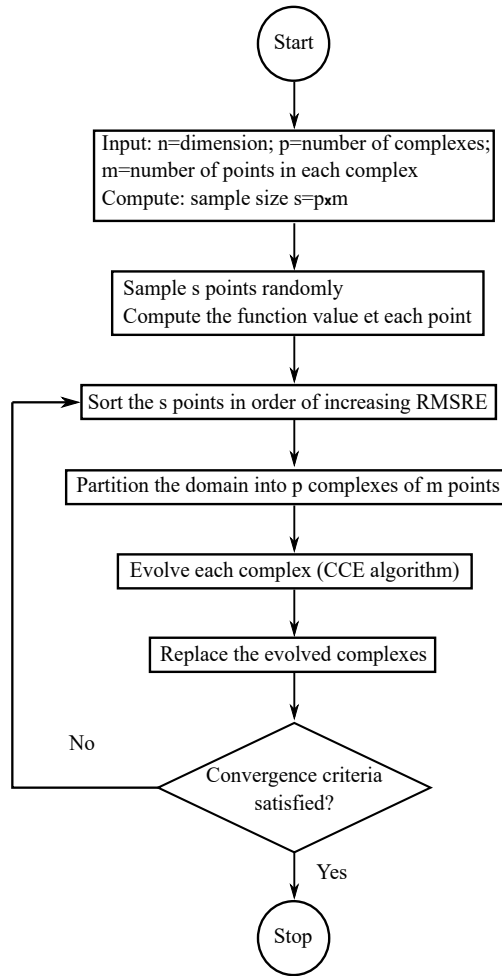 Start
Input: n=dimension; p=number of complexes;
m=number of points in each complex
Compute: sample size s=pxm
Sample s points randomly
Compute the function value et each point
Sort the s points in order of increasing RMSRE
Partition the domain into p complexes of m points
Evolve each complex (CCE algorithm)
Replace the evolved complexes
No
Convergence criteria
satisfied?
Yes
Stop